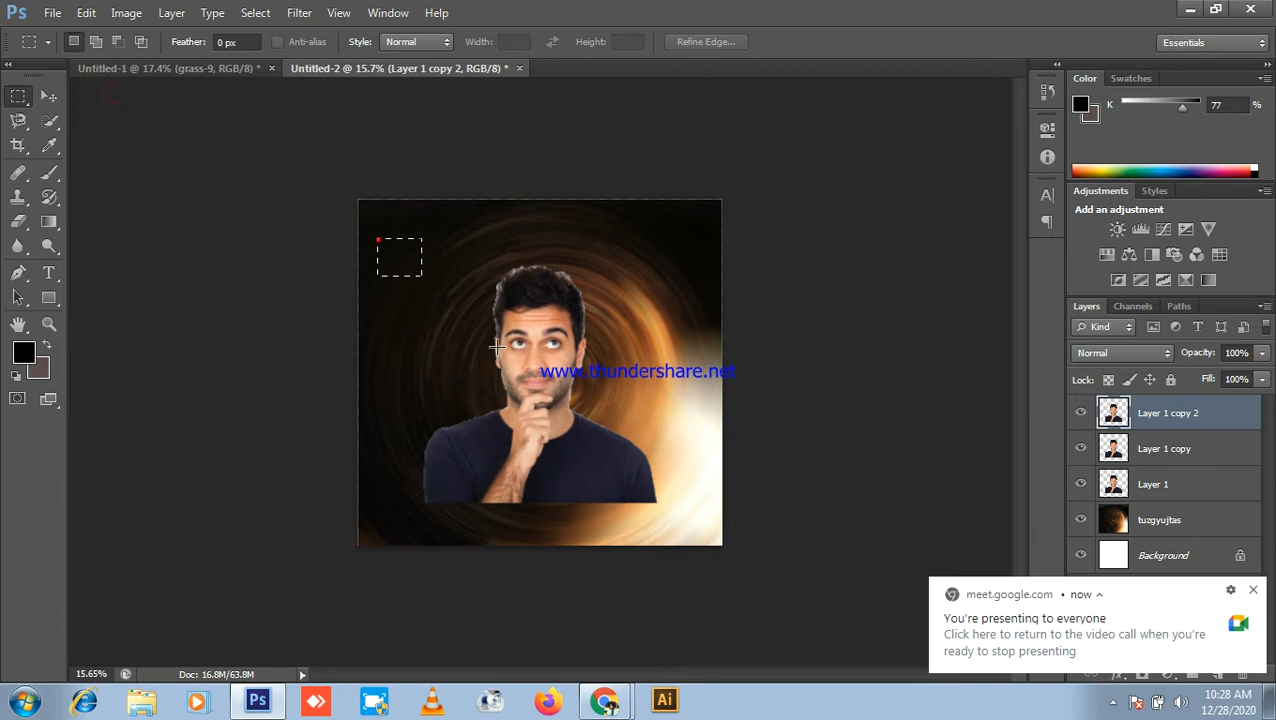 Ps File Edit Image Layer Type Select Filter View Window Help
Feather: 0 px Anti-alias Style: Normal Width: Height: Refine Edge... Essentials
Untitled-1 @ 17.4% (grass-9, RGB/8) * × Untitled-2 @ 15.7% (Layer 1 copy 2, RGB/8) * ×
Color Swatches
K 77 %
Adjustments Styles
Add an adjustment
Layers Channels Paths
Kind
Normal Opacity: 100%
Lock: Fill: 100%
Layer 1 copy 2
Layer 1 copy
Layer 1
tuzgyujtas
Background
www.thundershare.net
meet.google.com • now
You're presenting to everyone
Click here to return to the video call when you're
ready to stop presenting
15.65% Doc: 16.8M/63.8M
Ps Ai
10:28 AM
12/28/2020